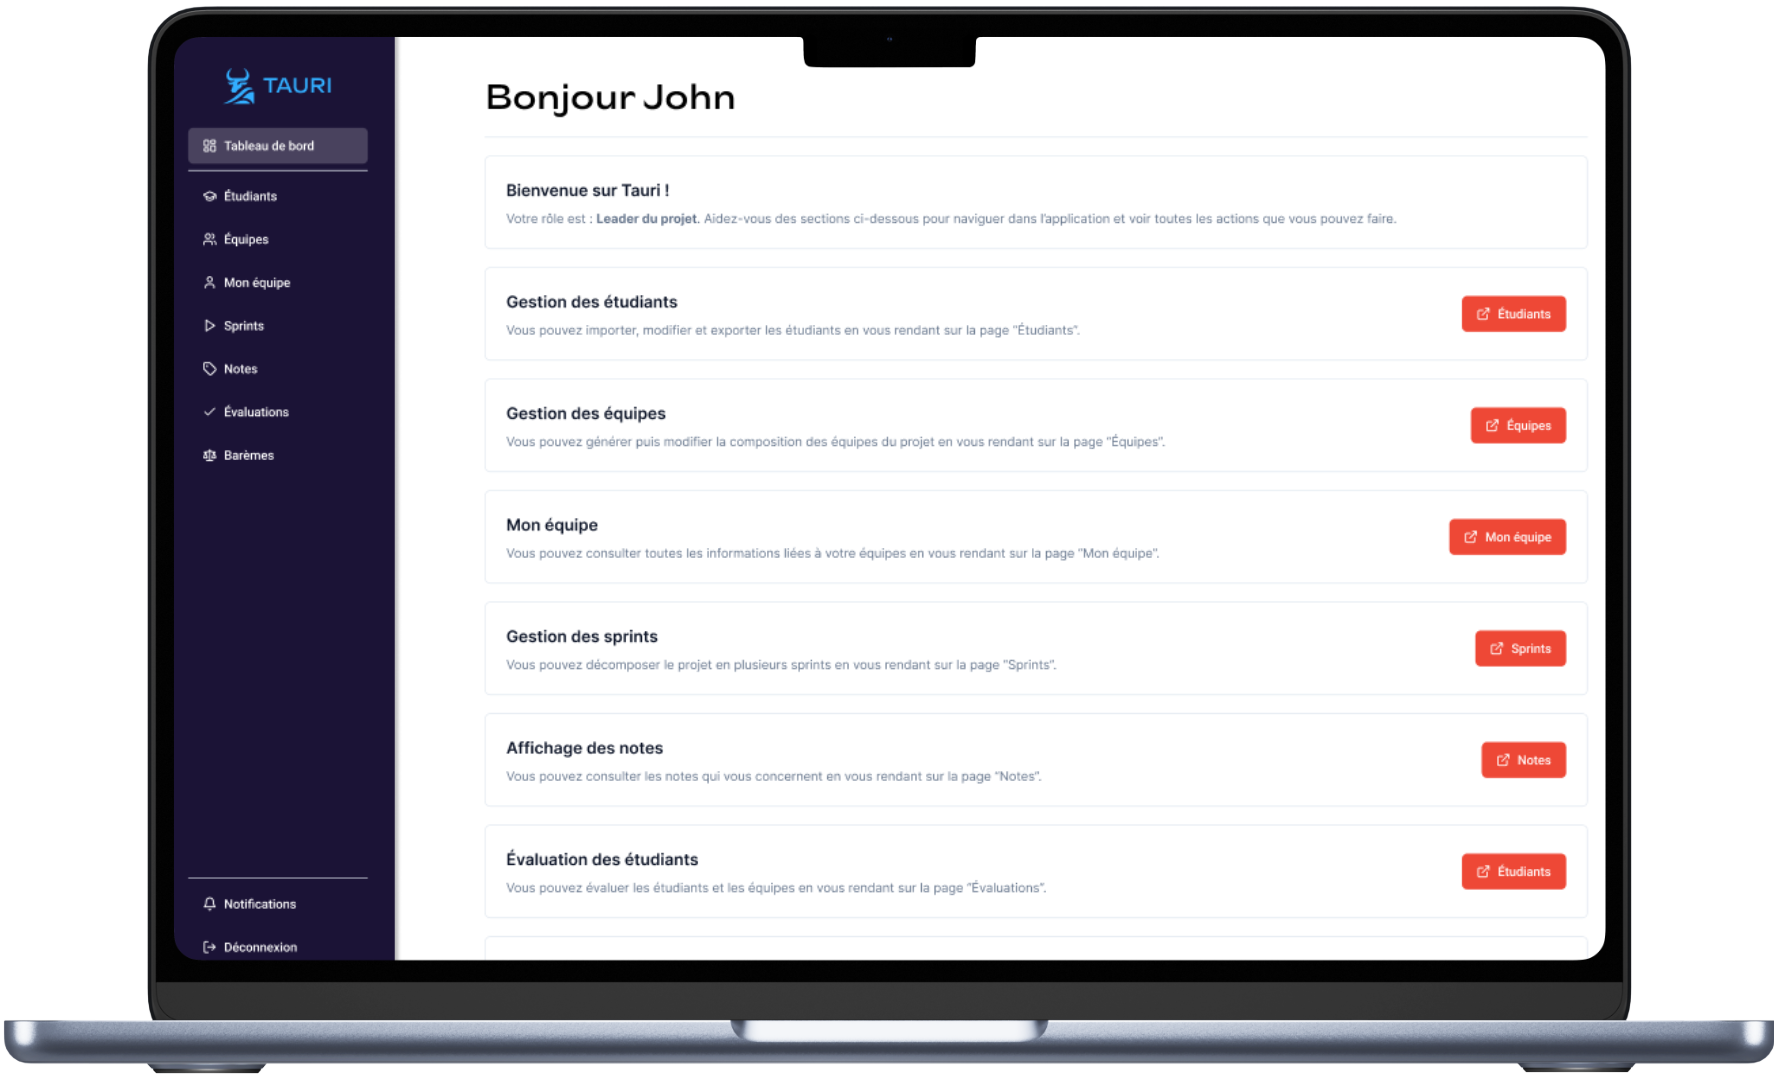 TAURI
Tableau de bord
Étudiants
Équipes
Mon équipe
Sprints
Notes
Évaluations
Barèmes
Notifications
Déconnexion
Bonjour John
Bienvenue sur Tauri !
Votre rôle est : Leader du projet. Aidez-vous des sections ci-dessous pour naviguer dans l'application et voir toutes les actions que vous pouvez faire.
Gestion des étudiants
Vous pouvez importer, modifier et exporter les étudiants en vous rendant sur la page "Étudiants".
Étudiants
Gestion des équipes
Vous pouvez générer puis modifier la composition des équipes du projet en vous rendant sur la page "Équipes".
Équipes
Mon équipe
Vous pouvez consulter toutes les informations liées à votre équipes en vous rendant sur la page "Mon équipe".
Mon équipe
Gestion des sprints
Vous pouvez décomposer le projet en plusieurs sprints en vous rendant sur la page "Sprints".
Sprints
Affichage des notes
Vous pouvez consulter les notes qui vous concernent en vous rendant sur la page "Notes".
Notes
Évaluation des étudiants
Vous pouvez évaluer les étudiants et les équipes en vous rendant sur la page "Évaluations".
Étudiants